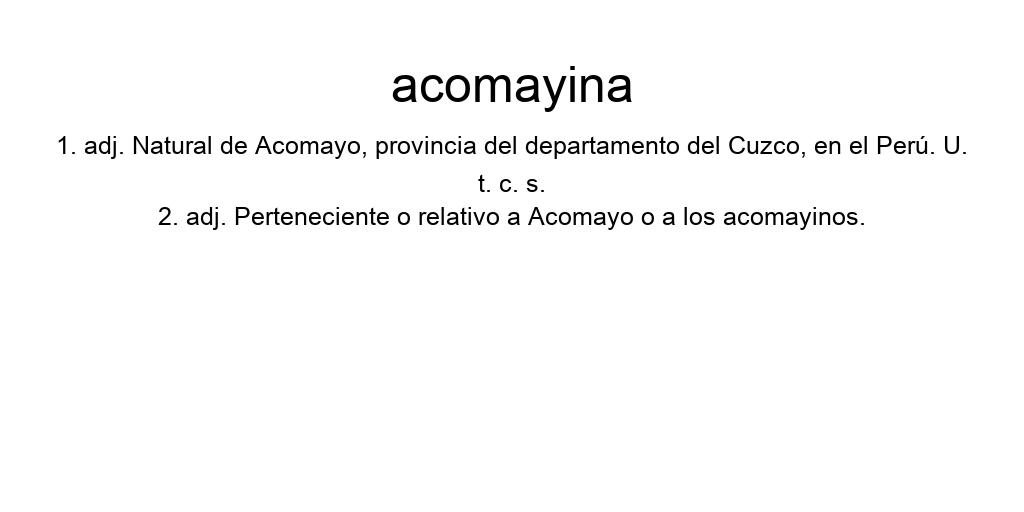 acomayina
1. adj. Natural de Acomayo, provincia del departamento del Cuzco, en el Perú. U.
t. c. s.
2. adj. Perteneciente o relativo a Acomayo o a los acomayinos.